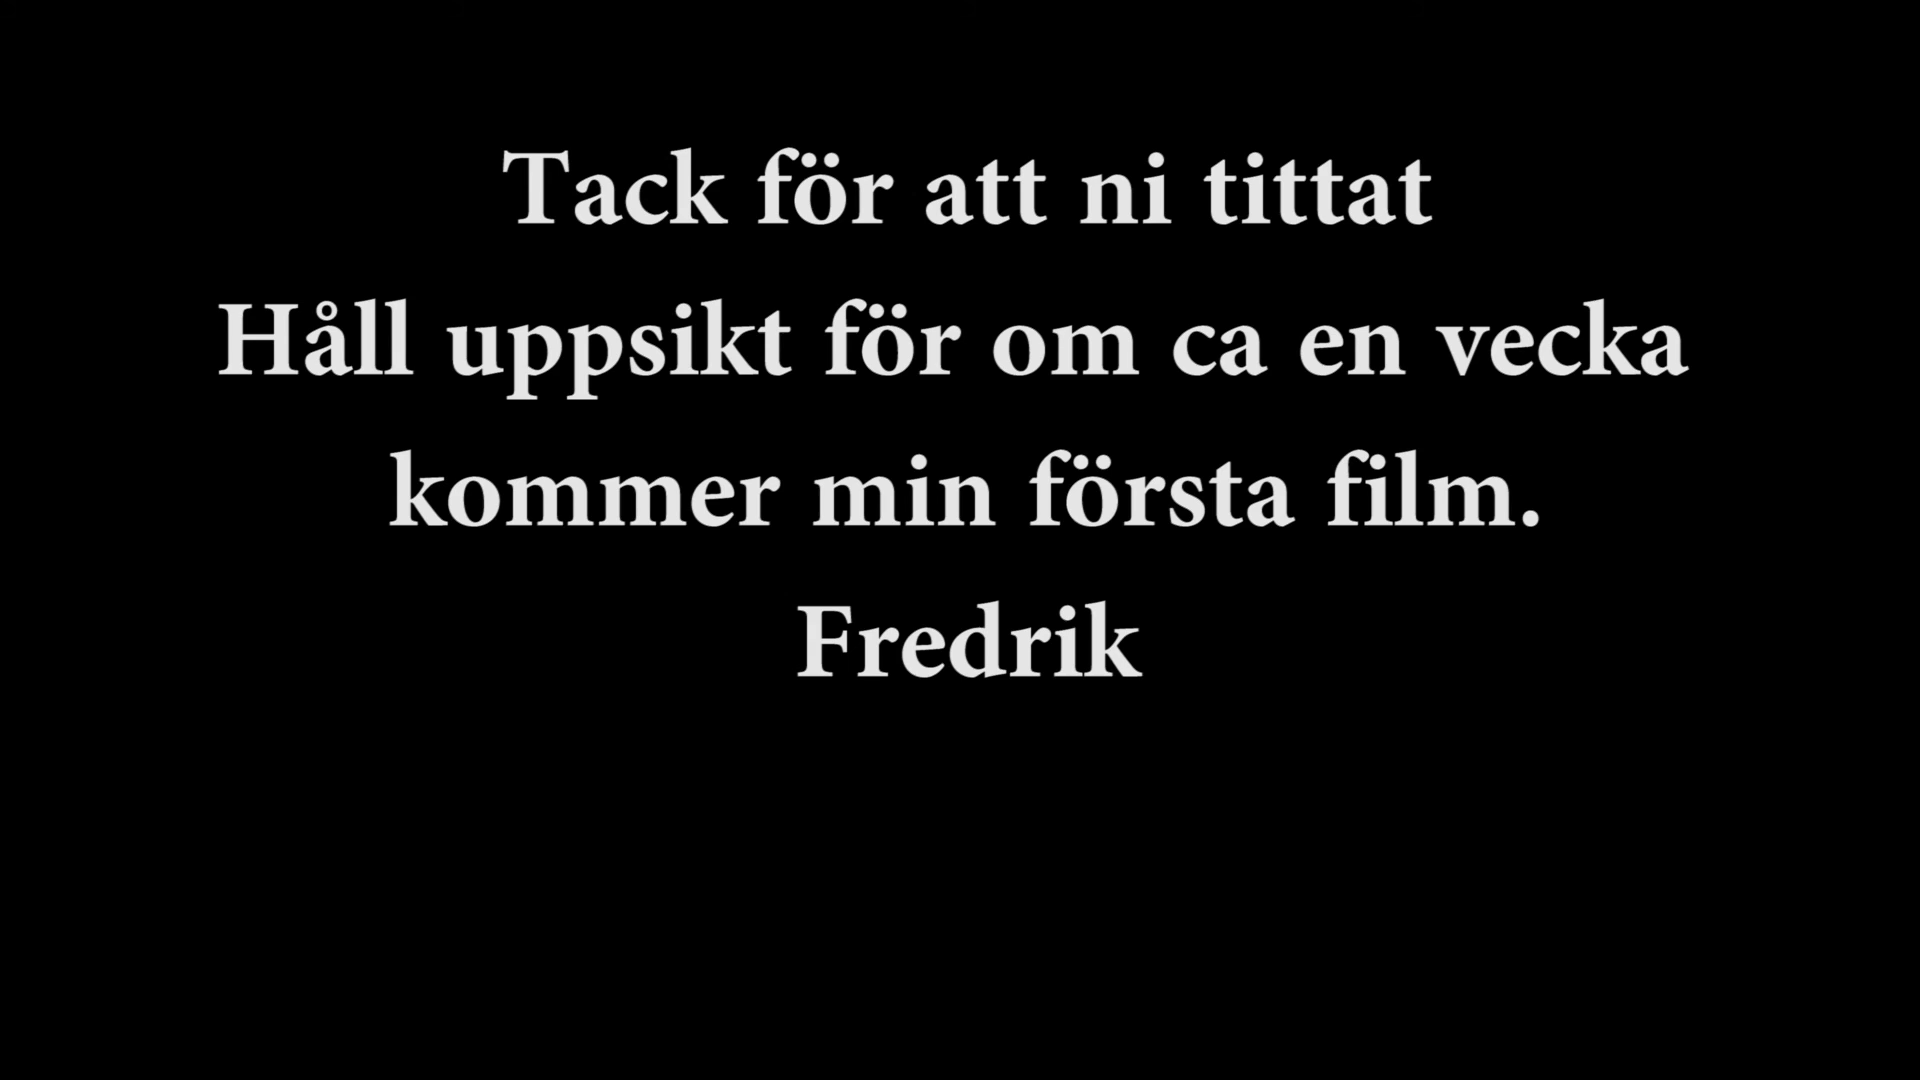 Tack för att ni tittat
Håll uppsikt för om ca en vecka
kommer min första film.
Fredrik